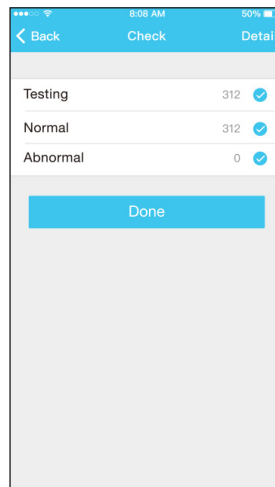 8:08 AM 50%
Back Check Detai
Testing 312
Normal 312
Abnormal 0
Done